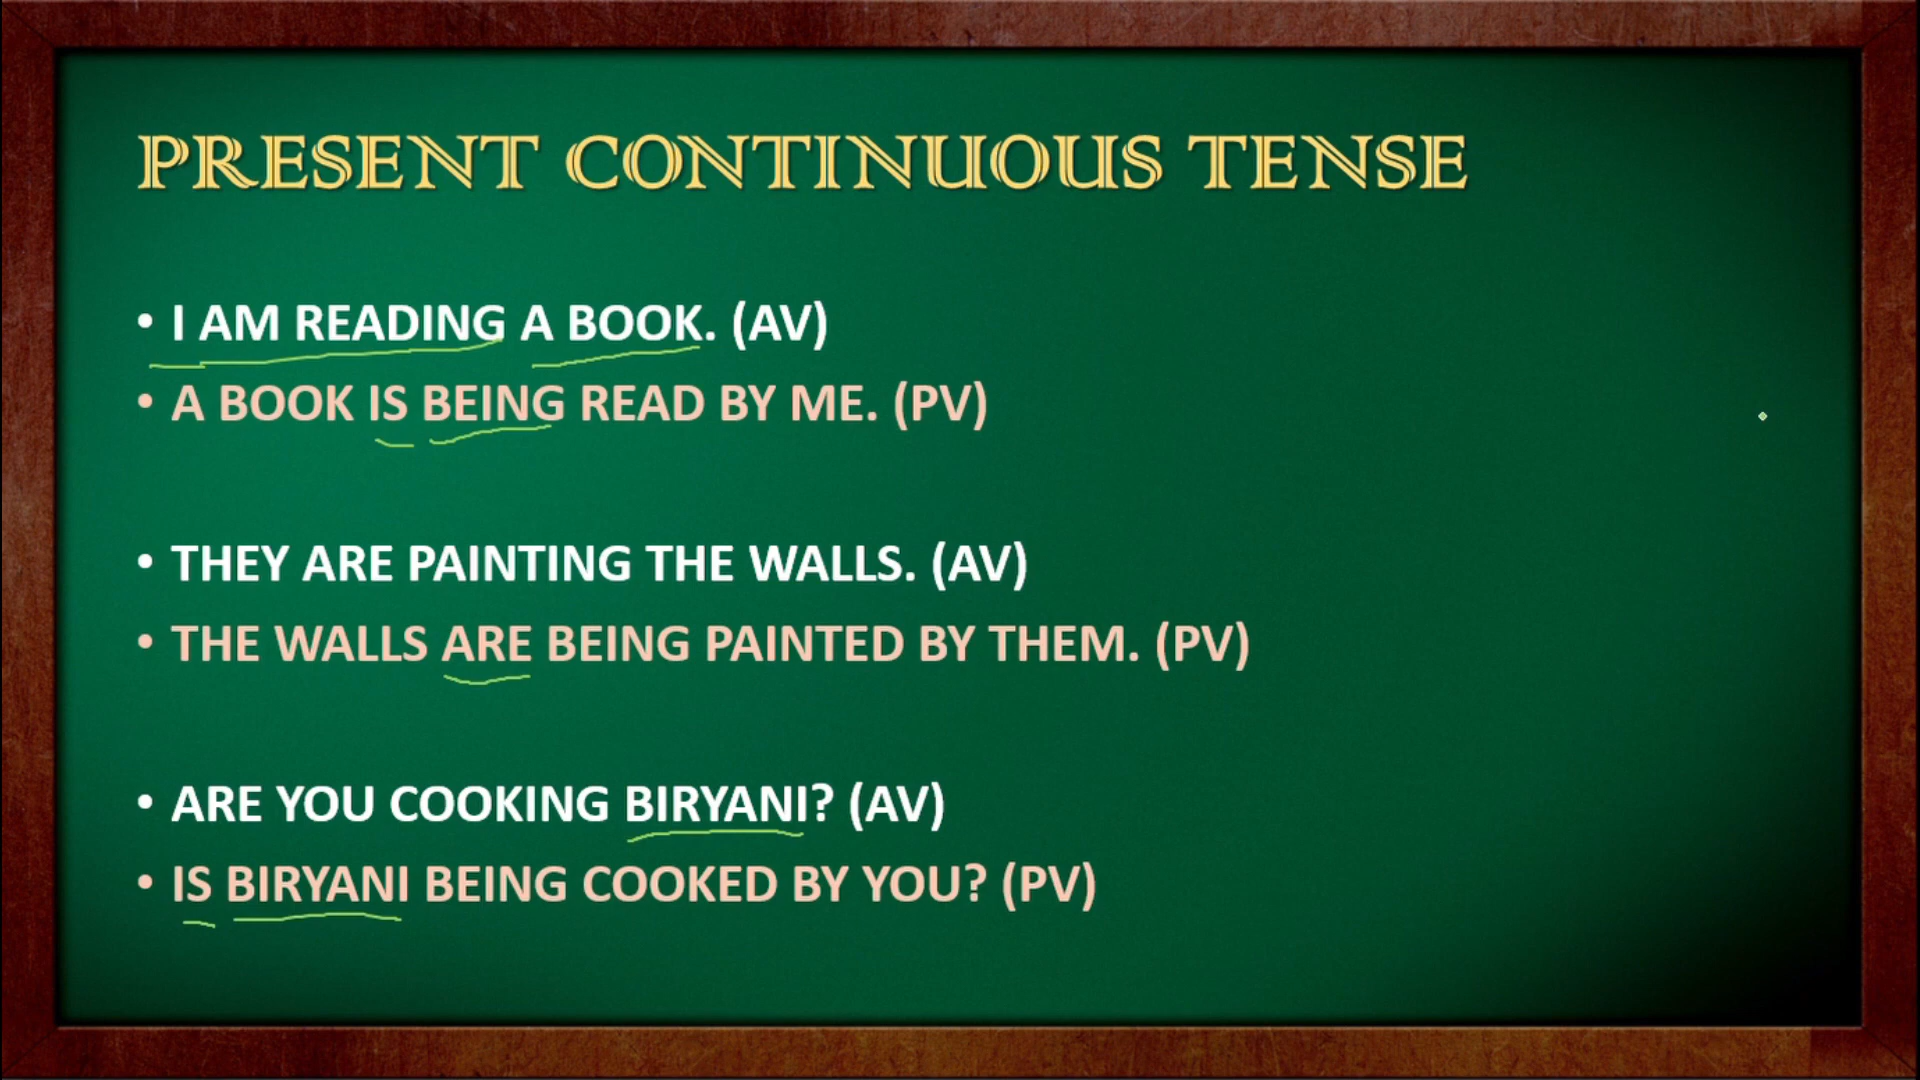 PRESENT CONTINUOUS TENSE
• I AM READING A BOOK. (AV)
• A BOOK IS BEING READ BY ME. (PV)
• THEY ARE PAINTING THE WALLS. (AV)
• THE WALLS ARE BEING PAINTED BY THEM. (PV)
• ARE YOU COOKING BIRYANI? (AV)
• IS BIRYANI BEING COOKED BY YOU? (PV)